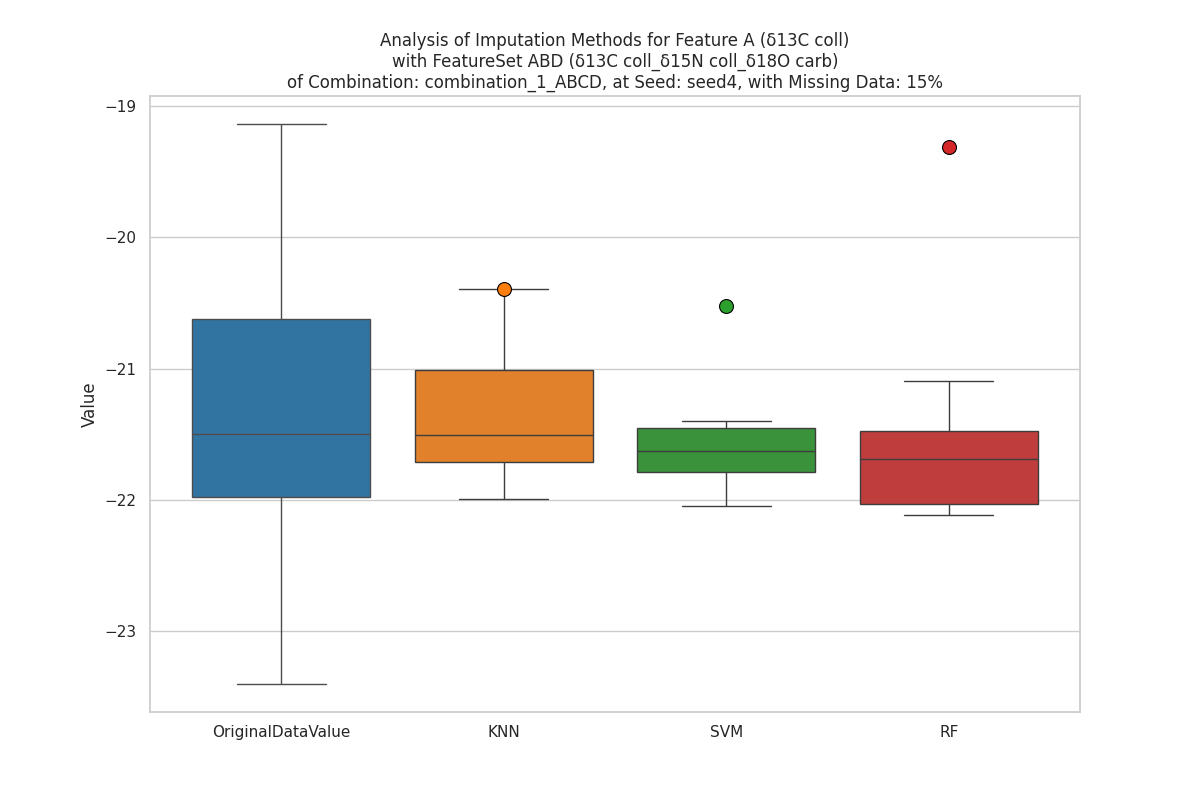 Analysis of Imputation Methods for Feature A (δ13C coll)
with FeatureSet ABD (δ13C coll_δ15N coll_δ18O carb)
of Combination: combination_1_ABCD, at Seed: seed4, with Missing Data: 15%
−19
−20
−21
−22
−23
Value
OriginalDataValue
KNN
SVM
RF